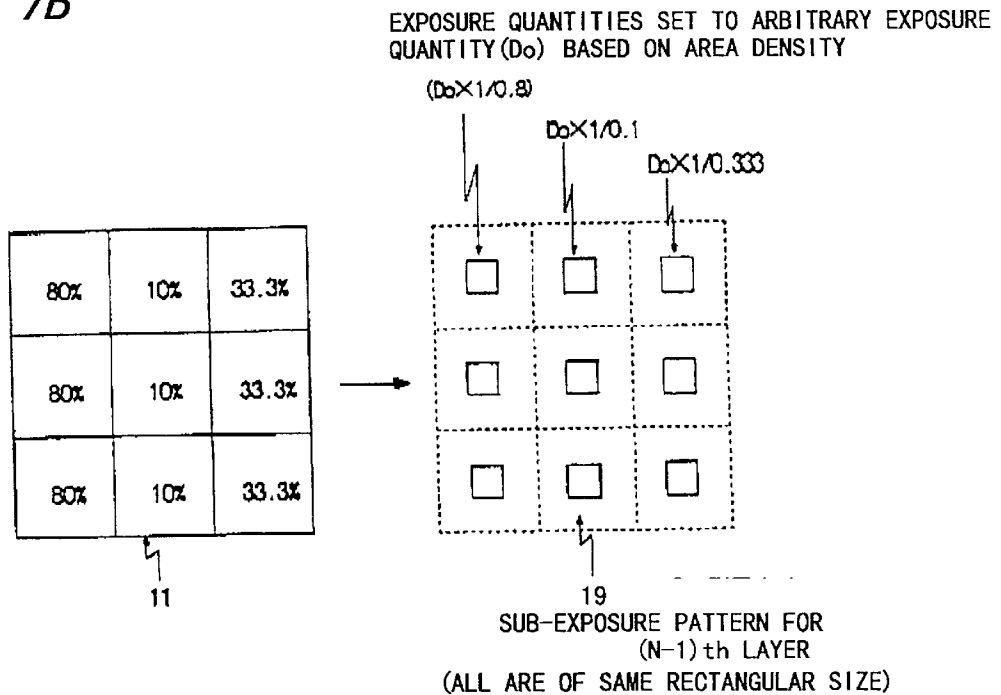 7B
EXPOSURE QUANTITIES SET TO ARBITRARY EXPOSURE
QUANTITY(Do) BASED ON AREA DENSITY
(Do×1/0.8)
Do×1/0.1
Do×1/0.333
80% 10% 33.3%
80% 10% 33.3%
80% 10% 33.3%
11
19
SUB-EXPOSURE PATTERN FOR
(N-1)th LAYER
(ALL ARE OF SAME RECTANGULAR SIZE)